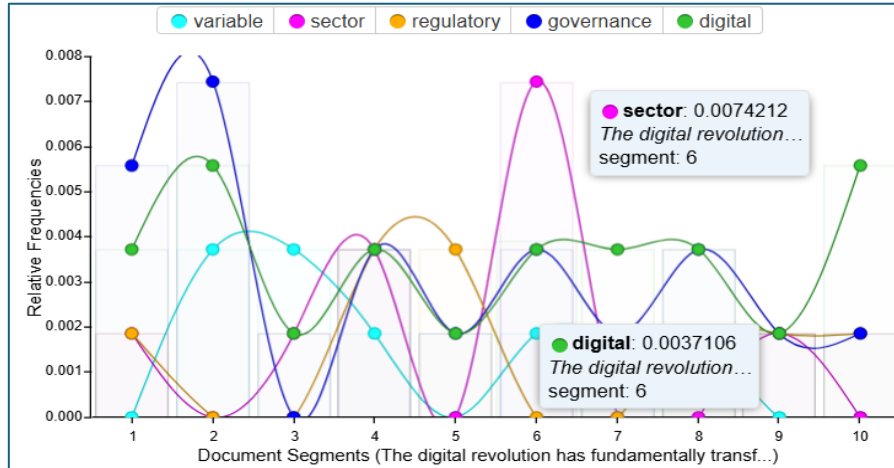 variable sector regulatory governance digital
0.008
0.007
0.006
0.005
0.004
0.003
0.002
0.001
0.000
Relative Frequencies
sector: 0.0074212
The digital revolution…
segment: 6
digital: 0.0037106
The digital revolution…
segment: 6
1 2 3 4 5 6 7 8 9 10
Document Segments (The digital revolution has fundamentally transf...)